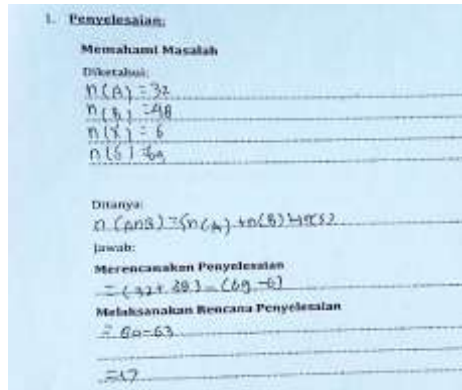 1. Penyelesaian:
Memahami Masalah
Diketahui:
n(A) = 32
n(B) = 48
n(X) = 6
n(S) = 69
Ditanya:
n(A∩B) = (n(A) + n(B))
Jawab:
Merencanakan Penyelesaian
= (32 + 48) - (69 - 6)
Melaksanakan Rencana Penyelesaian
= 80 - 63
= 17